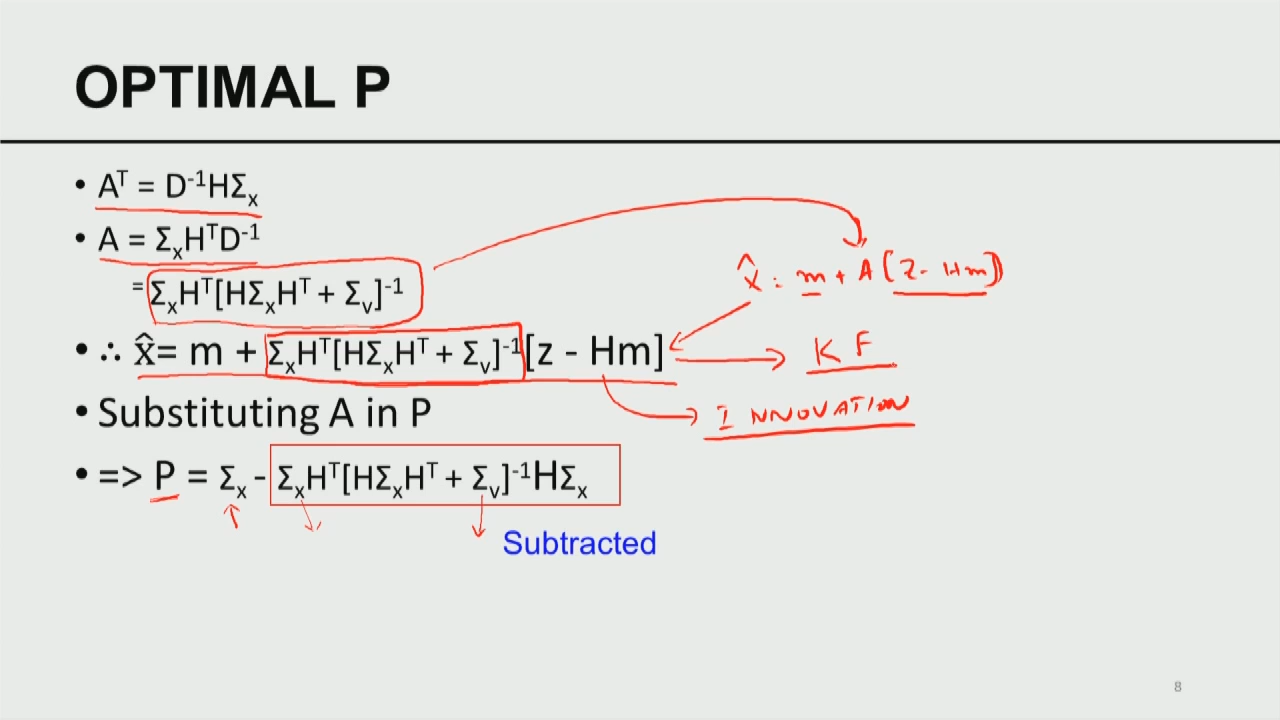 OPTIMAL P
• Aᵀ = D⁻¹HΣₓ
• A = ΣₓHᵀD⁻¹
= ΣₓHᵀ[HΣₓHᵀ + Σᵥ]⁻¹
x̂ : m + A (z - Hm)
• ∴ x̂= m + ΣₓHᵀ[HΣₓHᵀ + Σᵥ]⁻¹[z - Hm]
KF
• Substituting A in P
INNOVATION
• => P = Σₓ - ΣₓHᵀ[HΣₓHᵀ + Σᵥ]⁻¹HΣₓ
Subtracted
8